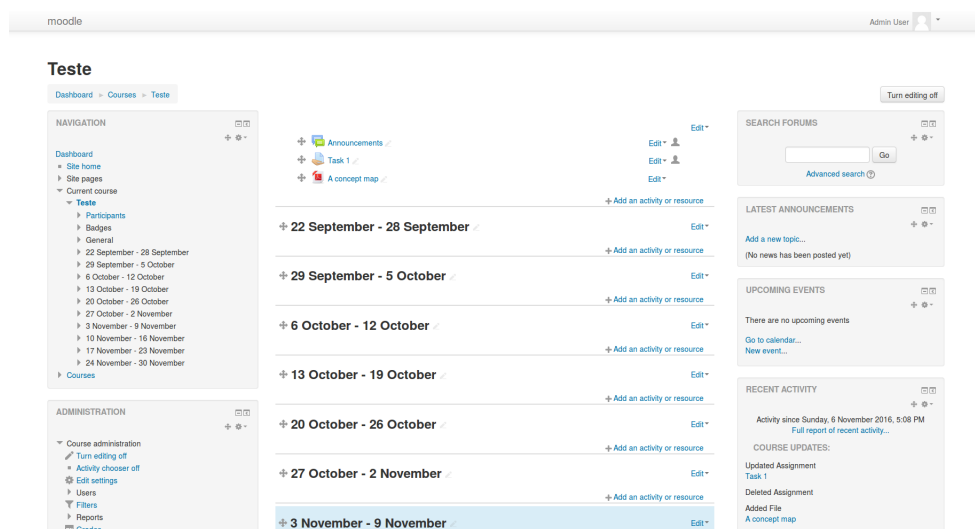 moodle
Admin User
Teste
Dashboard
Courses
Teste
Turn editing off
NAVIGATION
Dashboard
Site home
Site pages
Current course
Teste
Participants
Badges
General
22 September - 28 September
29 September - 5 October
6 October - 12 October
13 October - 19 October
20 October - 26 October
27 October - 2 November
3 November - 9 November
10 November - 16 November
17 November - 23 November
24 November - 30 November
Courses
ADMINISTRATION
Course administration
Turn editing off
Activity chooser off
Edit settings
Users
Filters
Reports
Grades
Edit
Announcements Edit
Task 1 Edit
A concept map Edit
Add an activity or resource
22 September - 28 September Edit
Add an activity or resource
29 September - 5 October Edit
Add an activity or resource
6 October - 12 October Edit
Add an activity or resource
13 October - 19 October Edit
Add an activity or resource
20 October - 26 October Edit
Add an activity or resource
27 October - 2 November Edit
Add an activity or resource
3 November - 9 November Edit
SEARCH FORUMS
Go
Advanced search
LATEST ANNOUNCEMENTS
Add a new topic...
(No news has been posted yet)
UPCOMING EVENTS
There are no upcoming events
Go to calendar...
New event...
RECENT ACTIVITY
Activity since Sunday, 6 November 2016, 5:08 PM
Full report of recent activity...
COURSE UPDATES:
Updated Assignment
Task 1
Deleted Assignment
Added File
A concept map